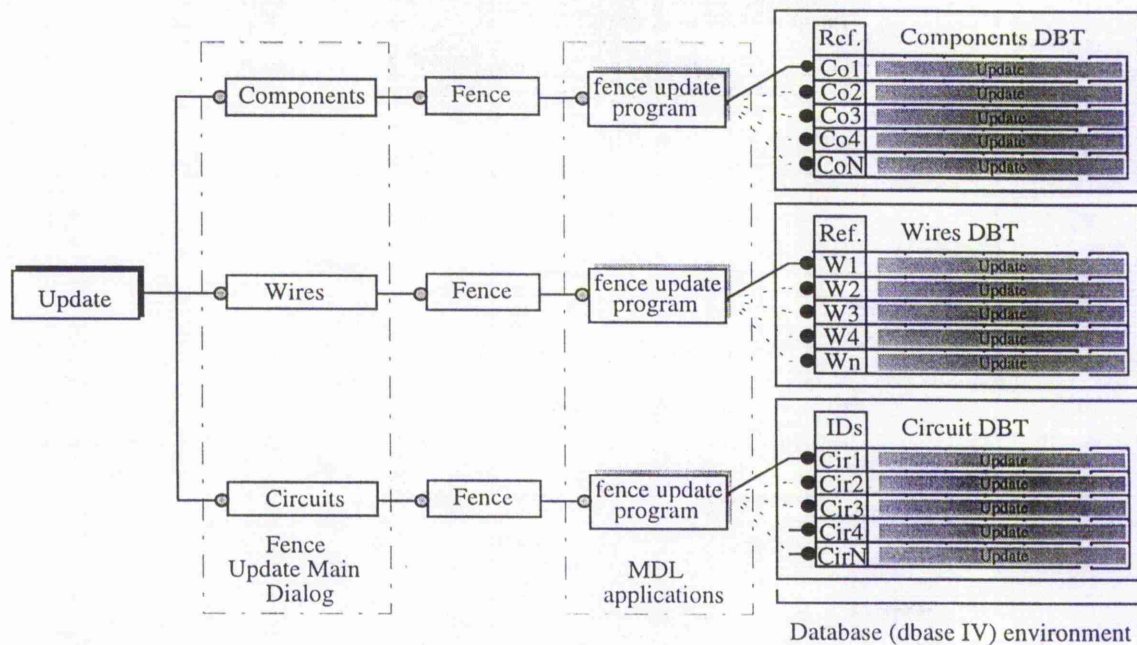 Update
Components
Fence
fence update
program
Wires
Fence
fence update
program
Circuits
Fence
fence update
program
Fence
Update Main
Dialog
MDL
applications
Ref. Components DBT
Co1 Update
Co2 Update
Co3 Update
Co4 Update
CoN Update
Ref. Wires DBT
W1 Update
W2 Update
W3 Update
W4 Update
Wn Update
IDs Circuit DBT
Cir1 Update
Cir2 Update
Cir3 Update
Cir4 Update
CirN Update
Database (dbase IV) environment